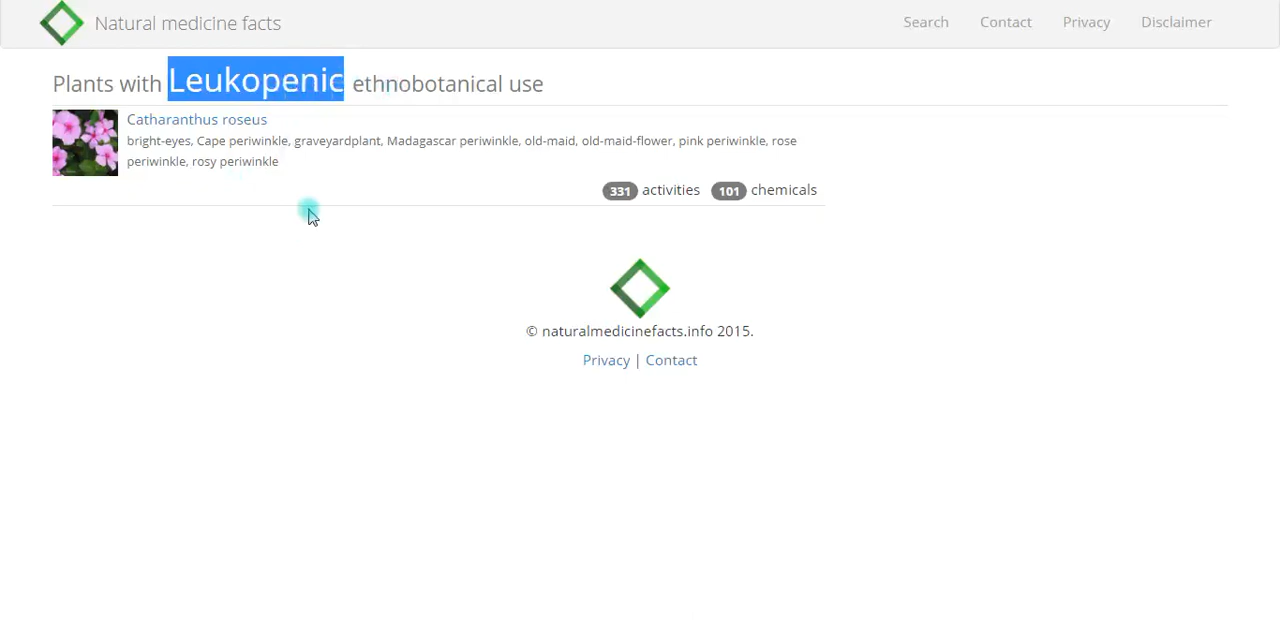 Natural medicine facts Search Contact Privacy Disclaimer
Plants with Leukopenic ethnobotanical use
Catharanthus roseus
bright-eyes, Cape periwinkle, graveyardplant, Madagascar periwinkle, old-maid, old-maid-flower, pink periwinkle, rose
periwinkle, rosy periwinkle
331 activities 101 chemicals
© naturalmedicinefacts.info 2015.
Privacy | Contact